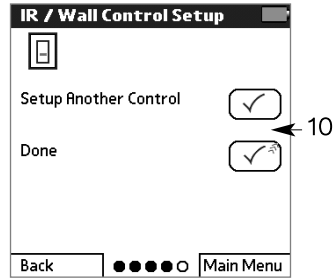 IR / Wall Control Setup
Setup Another Control
10
Done
Back
Main Menu